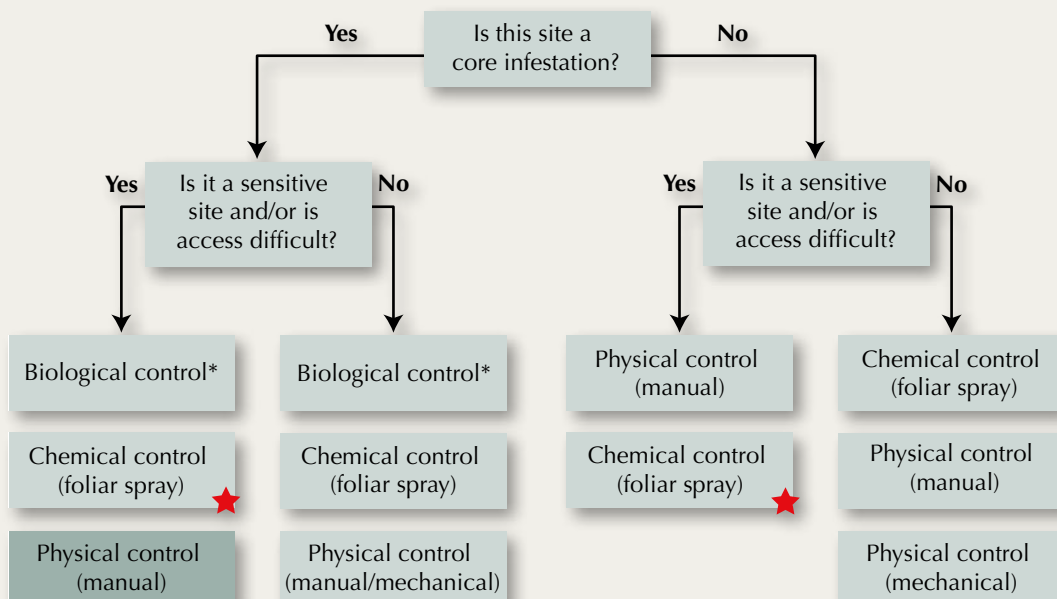 Yes
Is this site a
core infestation?
No
Yes
Is it a sensitive
site and/or is
access difficult?
No
Yes
Is it a sensitive
site and/or is
access difficult?
No
Biological control*
Chemical control
(foliar spray)
Physical control
(manual)
Biological control*
Chemical control
(foliar spray)
Physical control
(manual/mechanical)
Physical control
(manual)
Chemical control
(foliar spray)
Chemical control
(foliar spray)
Physical control
(manual)
Physical control
(mechanical)